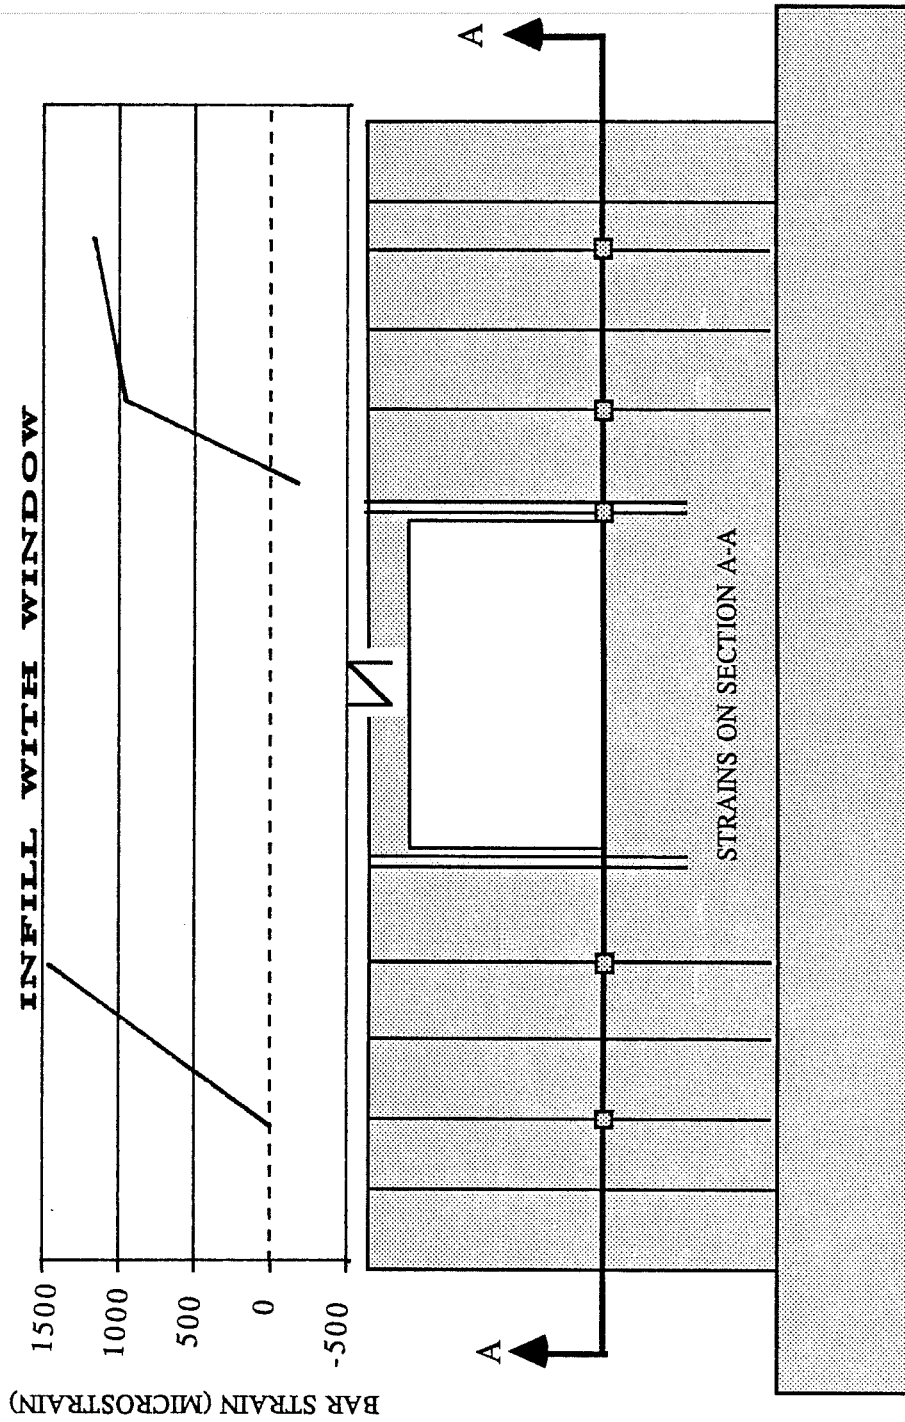 INFILL WITH WINDOW
BAR STRAIN (MICROSTRAIN)
1500
1000
500
0
-500
A
A
STRAINS ON SECTION A-A